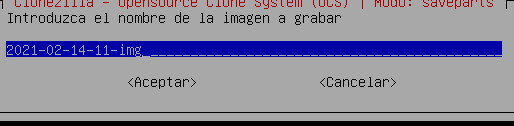 Clonezilla - Opensource Clone System (OCS) | Modo: saveparts
Introduzca el nombre de la imagen a grabar
2021-02-14-11-img
<Aceptar> <Cancelar>